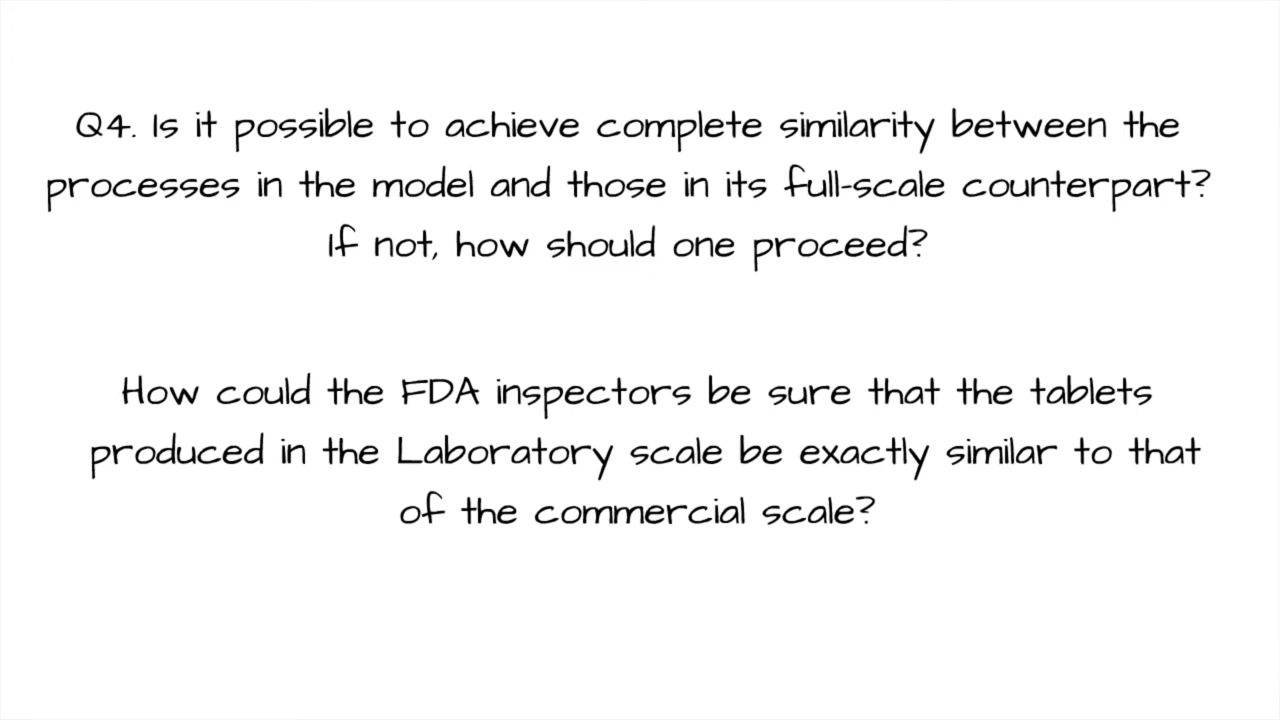 Q4. Is it possible to achieve complete similarity between the
processes in the model and those in its full-scale counterpart?
If not, how should one proceed?
How could the FDA inspectors be sure that the tablets
produced in the Laboratory scale be exactly similar to that
of the commercial scale?